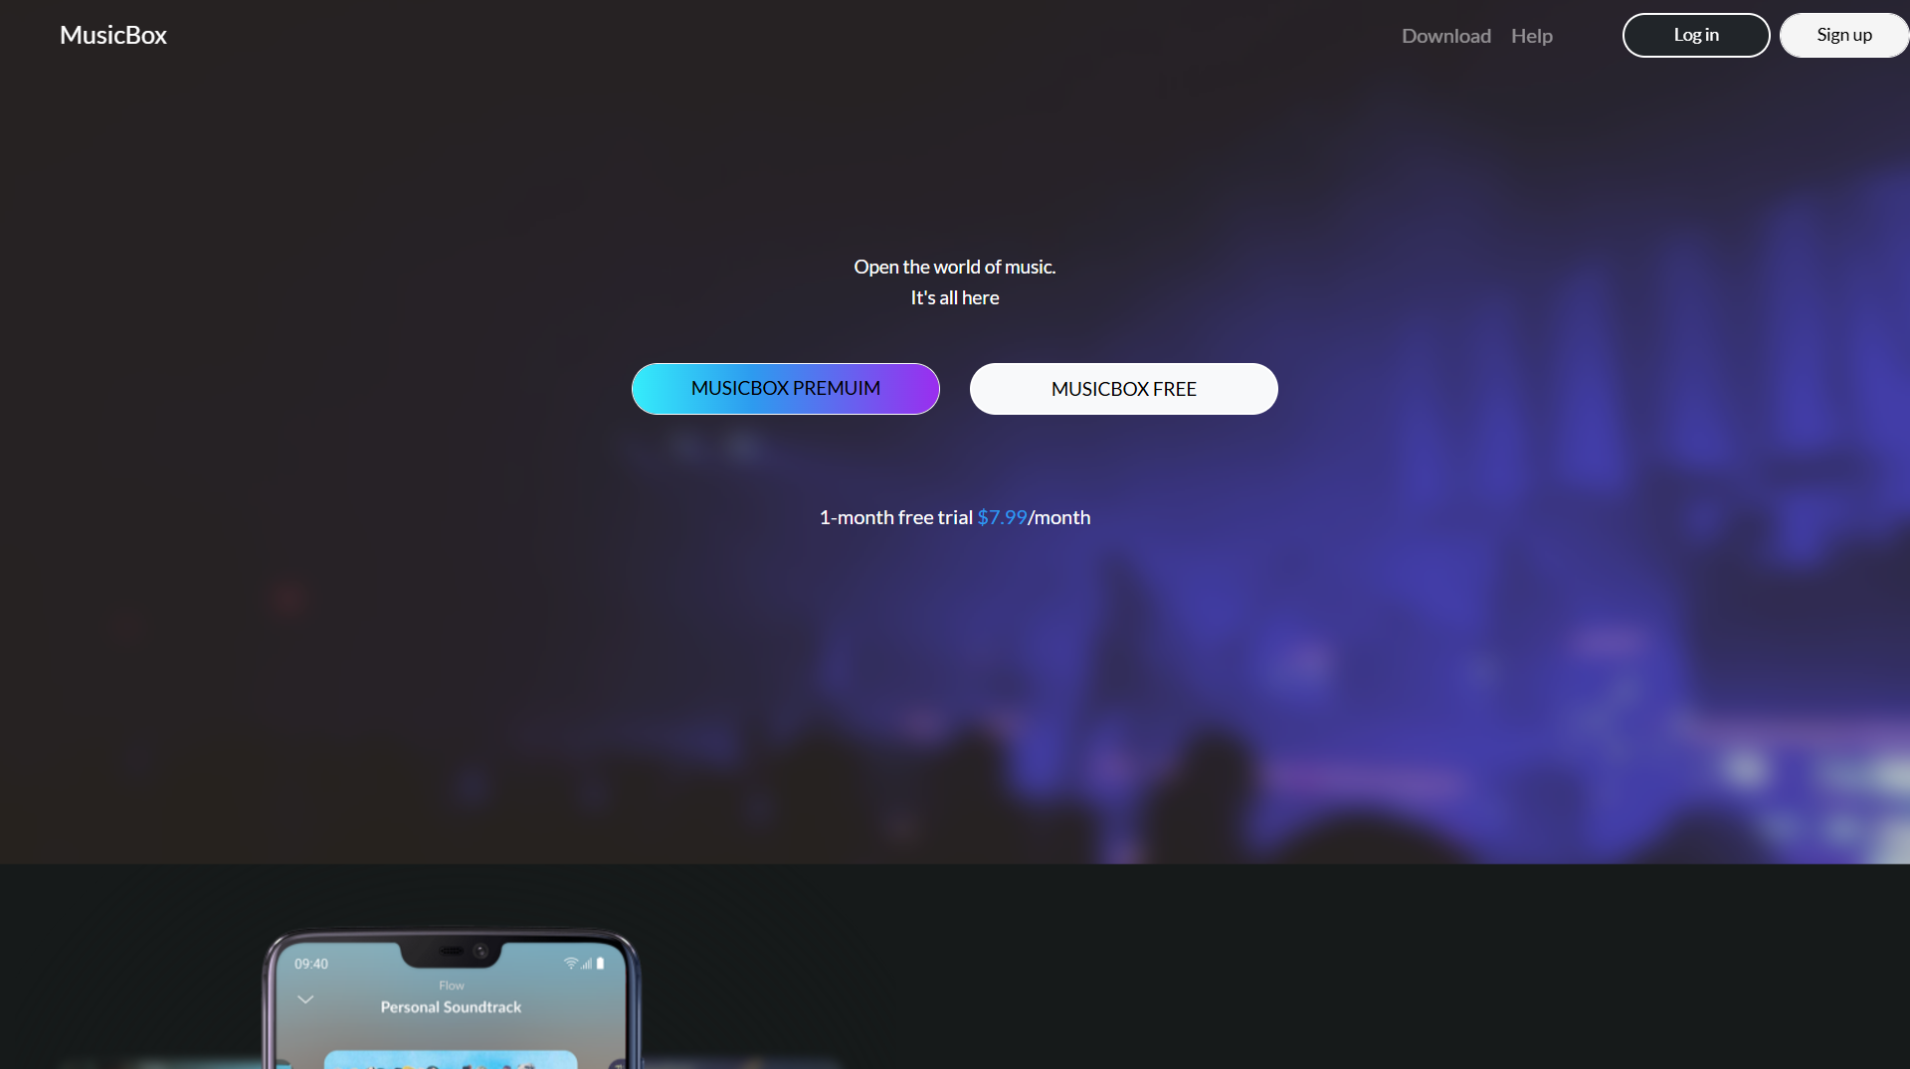 MusicBox
Download
Help
Log in
Sign up
Open the world of music.
It's all here
MUSICBOX PREMUIM
MUSICBOX FREE
1-month free trial $7.99/month
09:40
Flow
Personal Soundtrack